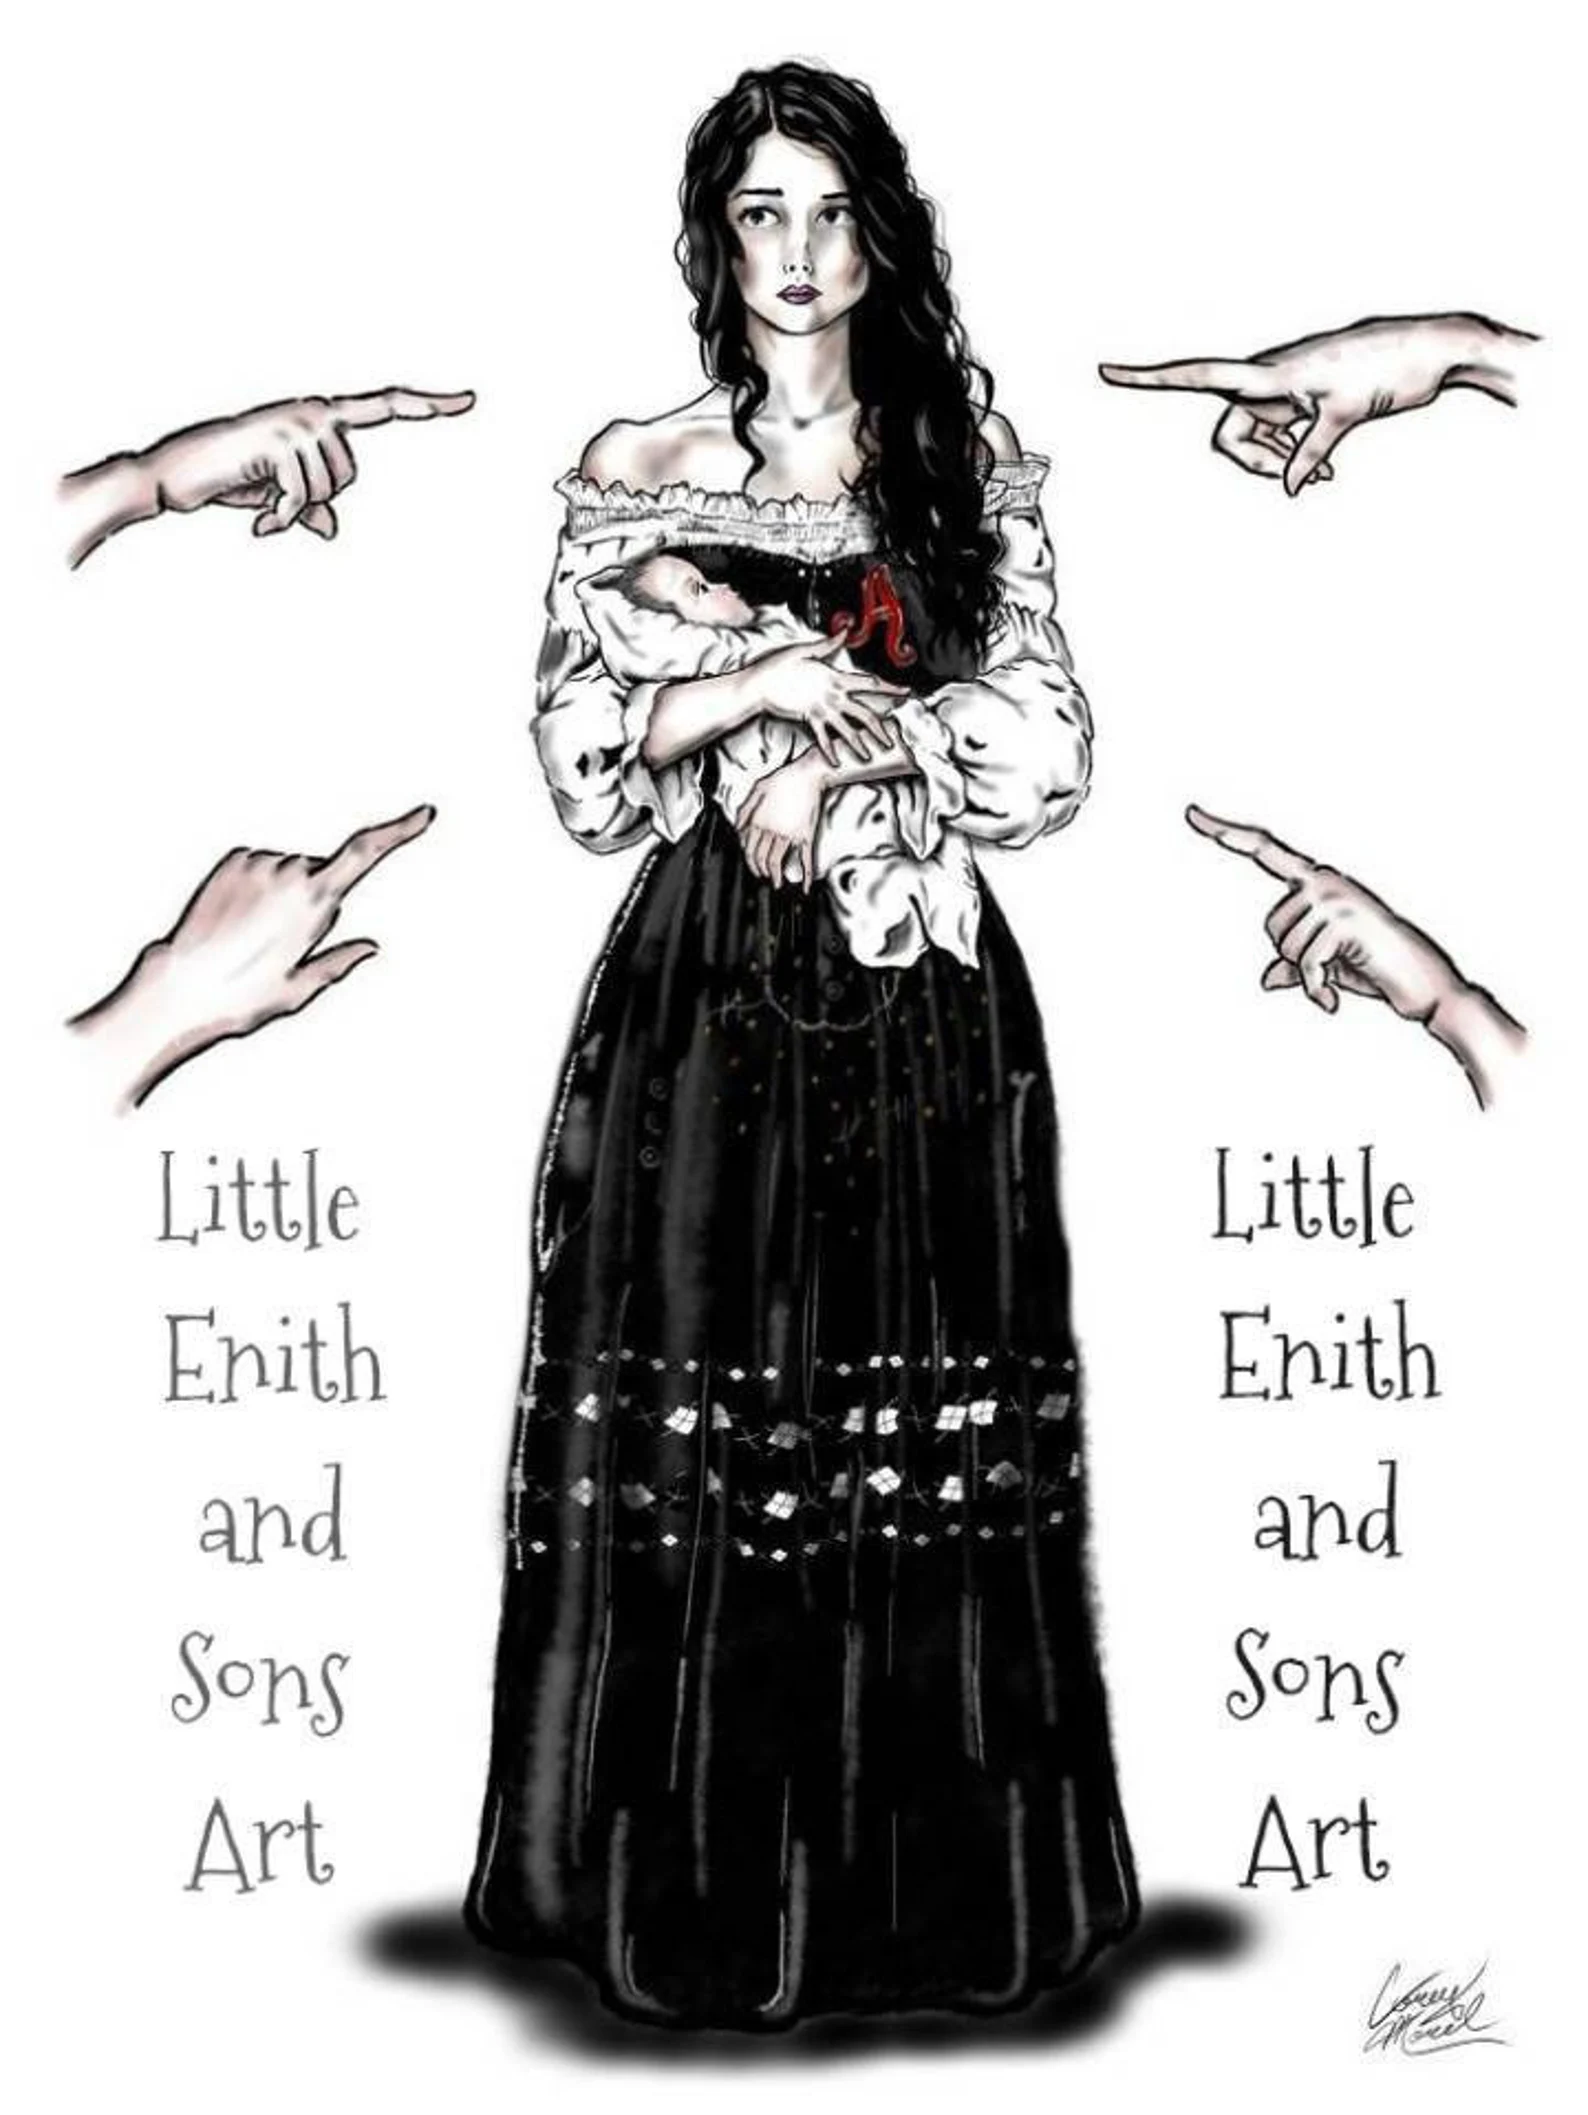 A
Little
Enith
and
Sons
Art
Little
Enith
and
Sons
Art